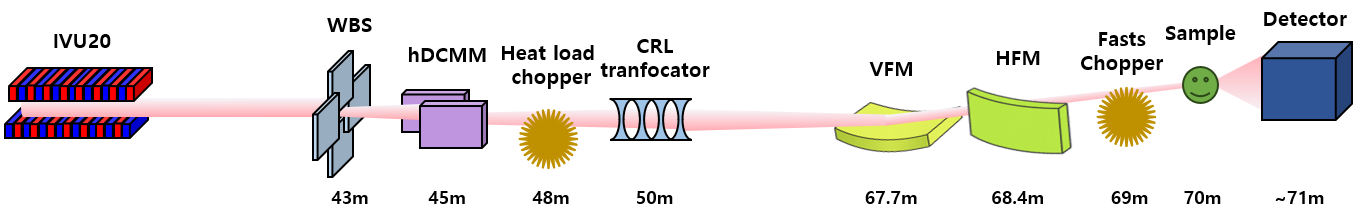 IVU20
WBS
hDCMM
Heat load
chopper
CRL
tranfocator
VFM
HFM
Fasts
Chopper
Sample
Detector
43m
45m
48m
50m
67.7m
68.4m
69m
70m
~71m